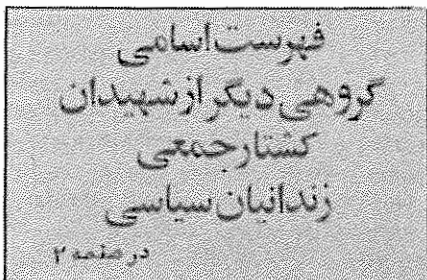 فهرست اسامی
گروهی دیگر از شهیدان
کشتار جمعی
زندانیان سیاسی
در صفحه ۲